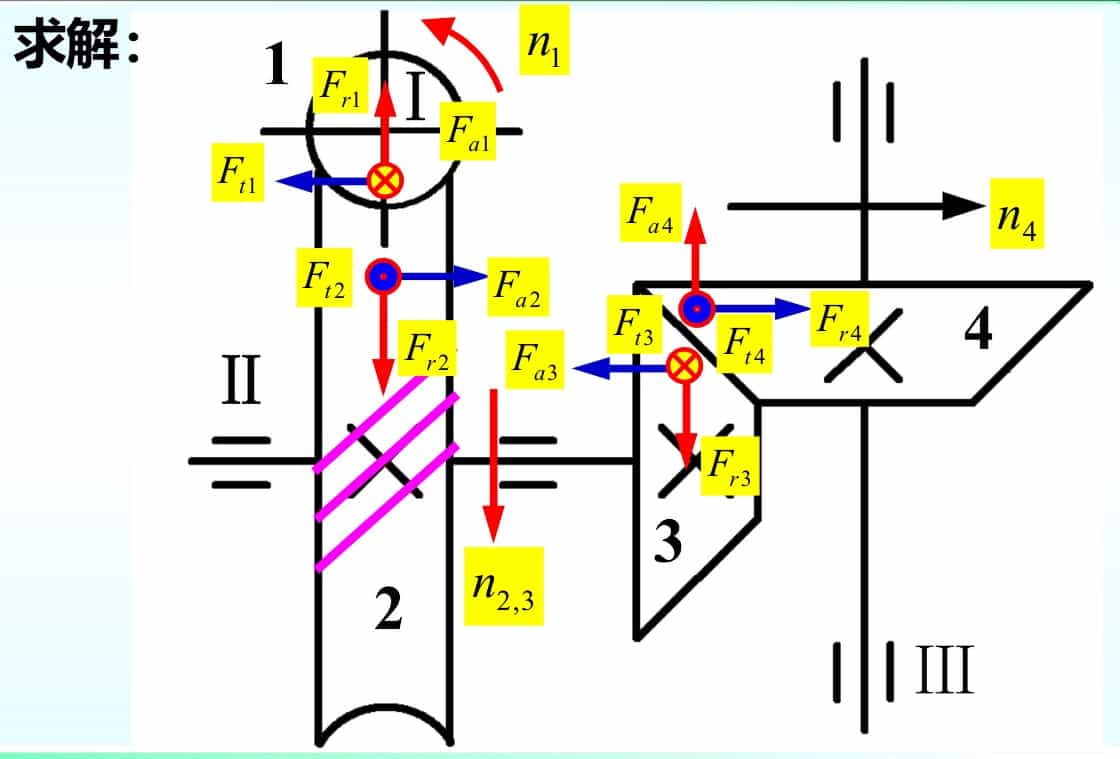 求解：
1
F_{r1}
I
n_1
F_{a1}
F_{t1}
F_{a4}
n_4
F_{t2}
F_{a2}
F_{t3}
F_{r4}
4
F_{t4}
F_{r2}
F_{a3}
II
F_{r3}
3
n_{2,3}
2
III